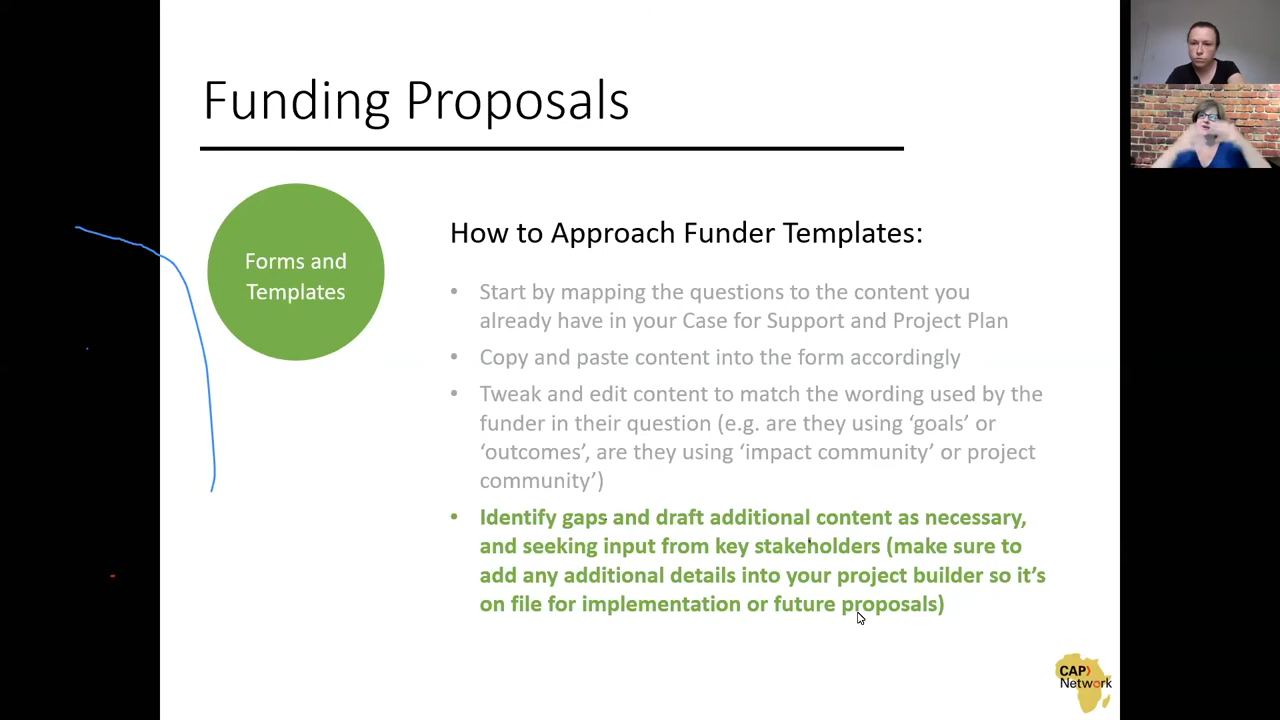 Funding Proposals
Forms and
Templates
How to Approach Funder Templates:
• Start by mapping the questions to the content you
already have in your Case for Support and Project Plan
• Copy and paste content into the form accordingly
• Tweak and edit content to match the wording used by the
funder in their question (e.g. are they using ‘goals’ or
‘outcomes’, are they using ‘impact community’ or project
community’)
• Identify gaps and draft additional content as necessary,
and seeking input from key stakeholders (make sure to
add any additional details into your project builder so it’s
on file for implementation or future proposals)
CAP)
Network